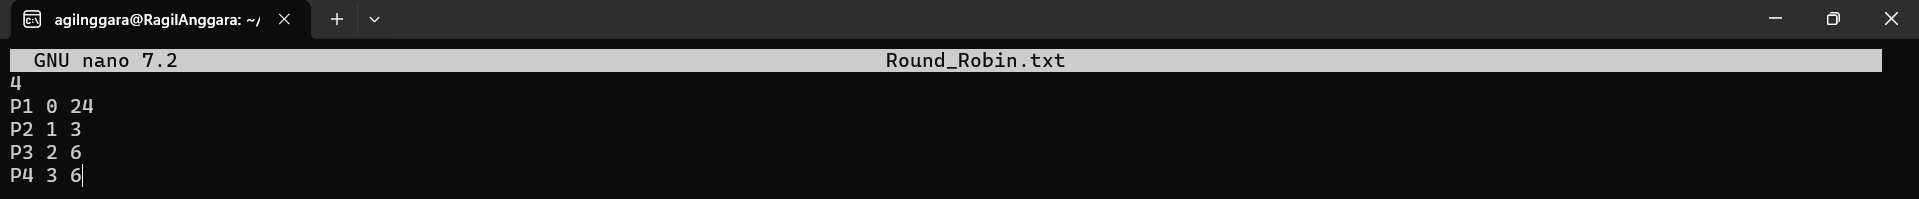 agilnggara@RagilAnggara: ~/
GNU nano 7.2 Round_Robin.txt
4
P1 0 24
P2 1 3
P3 2 6
P4 3 6